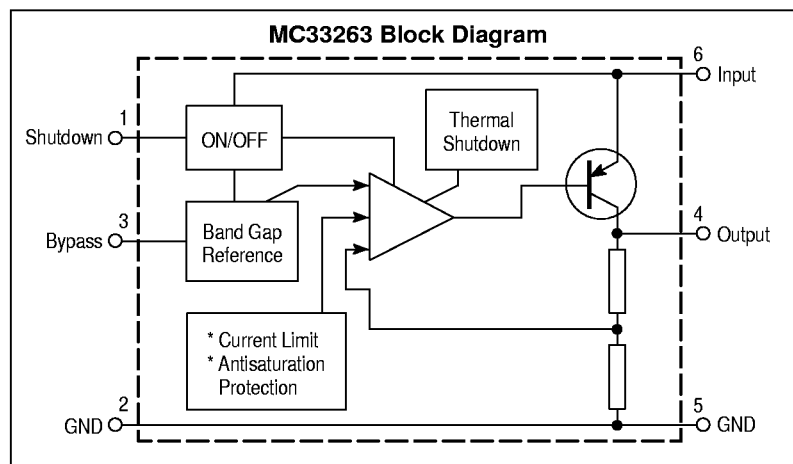 MC33263 Block Diagram
6
Input
1
Shutdown
ON/OFF
Thermal
Shutdown
3
Bypass
Band Gap
Reference
4
Output
* Current Limit
* Antisaturation
Protection
2
GND
5
GND